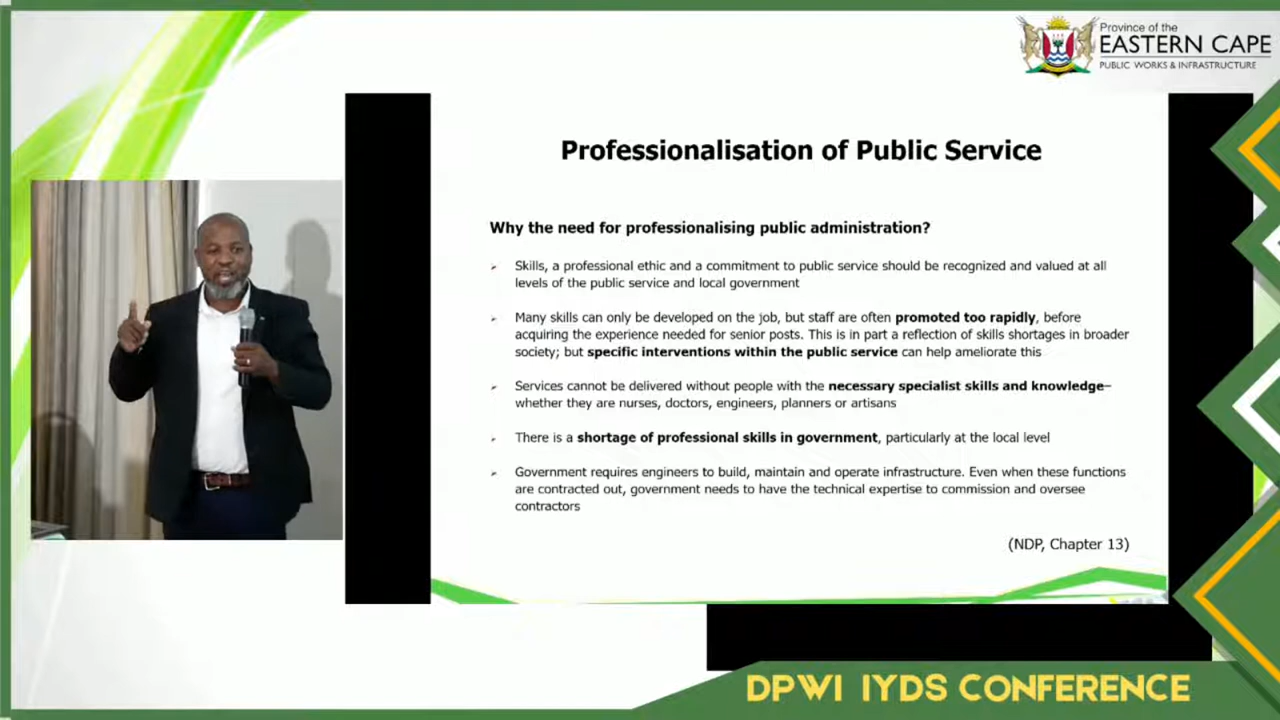 Province of the
EASTERN CAPE
PUBLIC WORKS & INFRASTRUCTURE
Professionalisation of Public Service
Why the need for professionalising public administration?
Skills, a professional ethic and a commitment to public service should be recognized and valued at all
levels of the public service and local government
Many skills can only be developed on the job, but staff are often promoted too rapidly, before
acquiring the experience needed for senior posts. This is in part a reflection of skills shortages in broader
society; but specific interventions within the public service can help ameliorate this
Services cannot be delivered without people with the necessary specialist skills and knowledge–
whether they are nurses, doctors, engineers, planners or artisans
There is a shortage of professional skills in government, particularly at the local level
Government requires engineers to build, maintain and operate infrastructure. Even when these functions
are contracted out, government needs to have the technical expertise to commission and oversee
contractors
(NDP, Chapter 13)
DPWI IYDS CONFERENCE